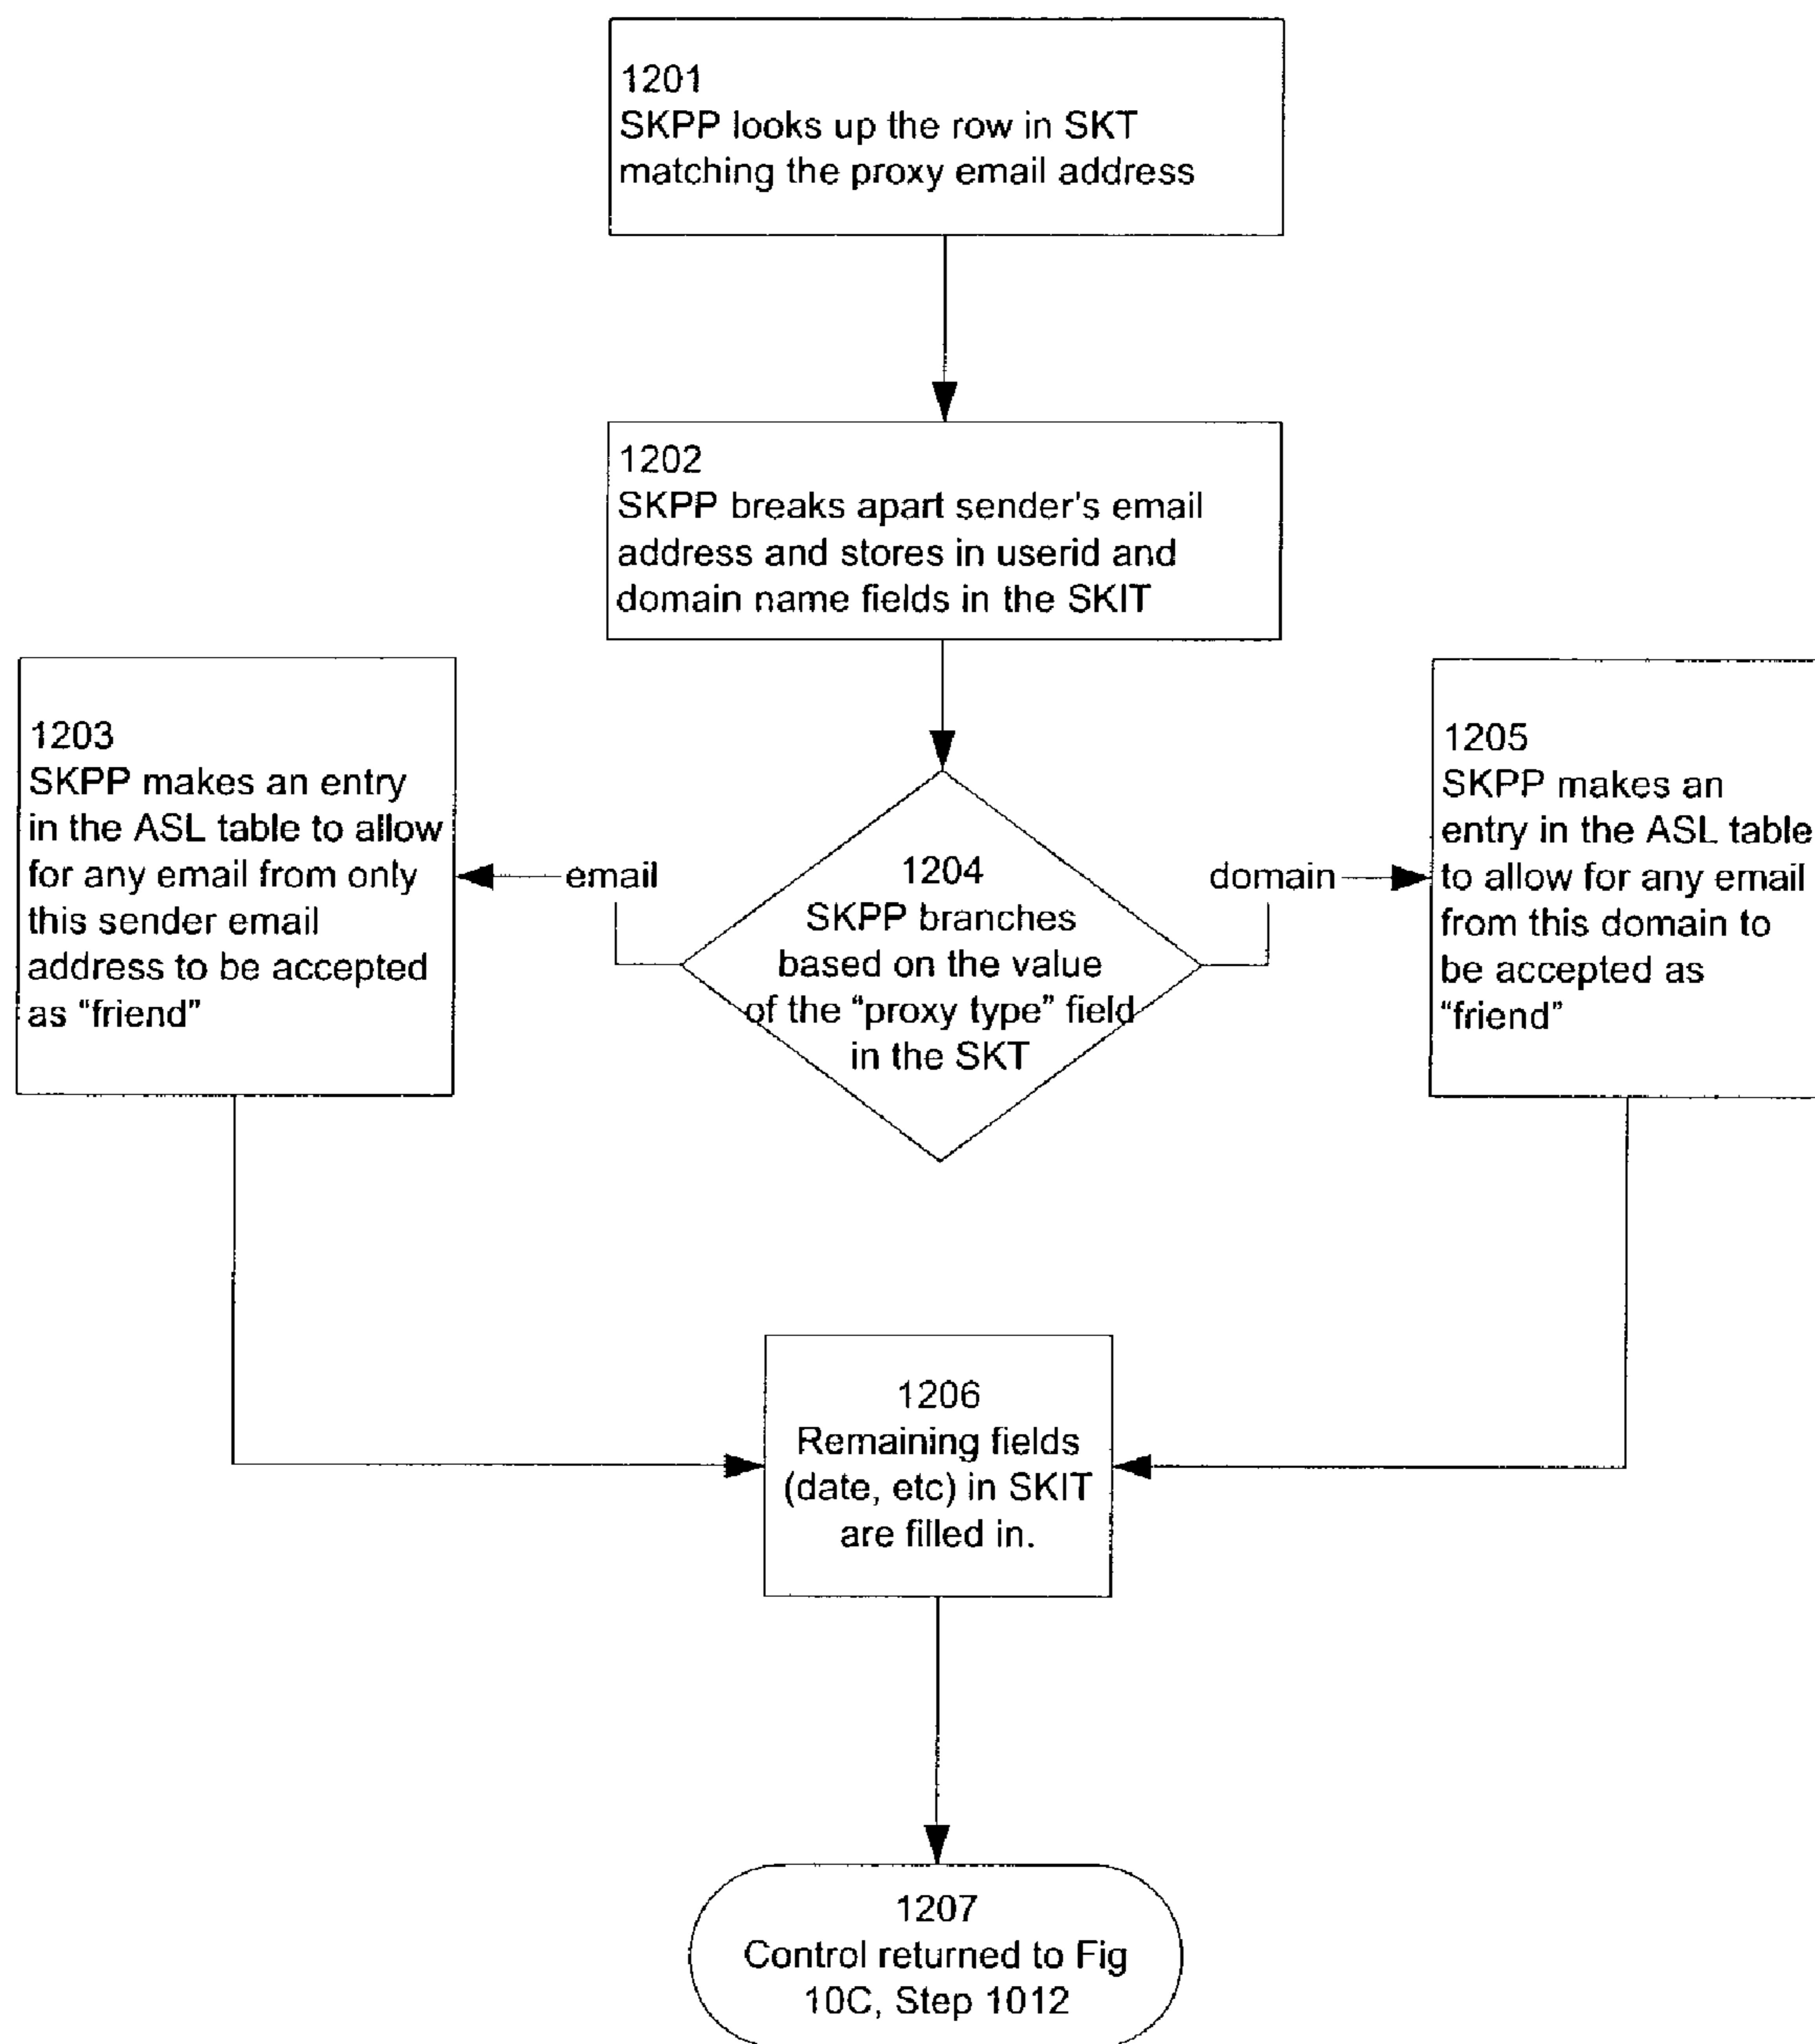 1201
SKPP looks up the row in SKT
matching the proxy email address
1202
SKPP breaks apart sender's email
address and stores in userid and
domain name fields in the SKIT
1203
SKPP makes an entry
in the ASL table to allow
for any email from only
this sender email
address to be accepted
as “friend”
email
1204
SKPP branches
based on the value
of the “proxy type” field
in the SKT
domain
1205
SKPP makes an
entry in the ASL table
to allow for any email
from this domain to
be accepted as
“friend”
1206
Remaining fields
(date, etc) in SKIT
are filled in.
1207
Control returned to Fig
10C, Step 1012